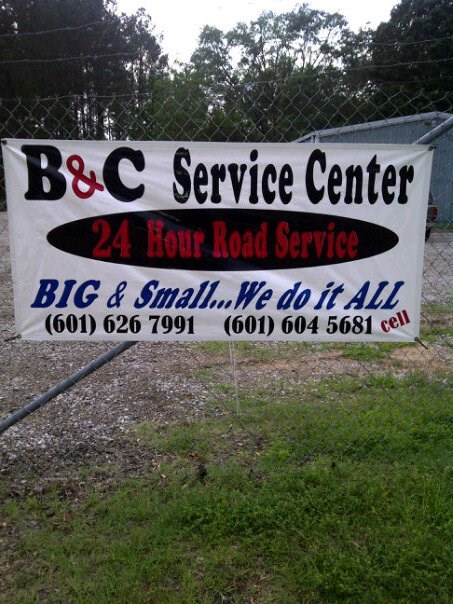 B&C Service Center
24 Hour Road Service
BIG & Small...We do it ALL
(601) 626 7991 (601) 604 5681 cell